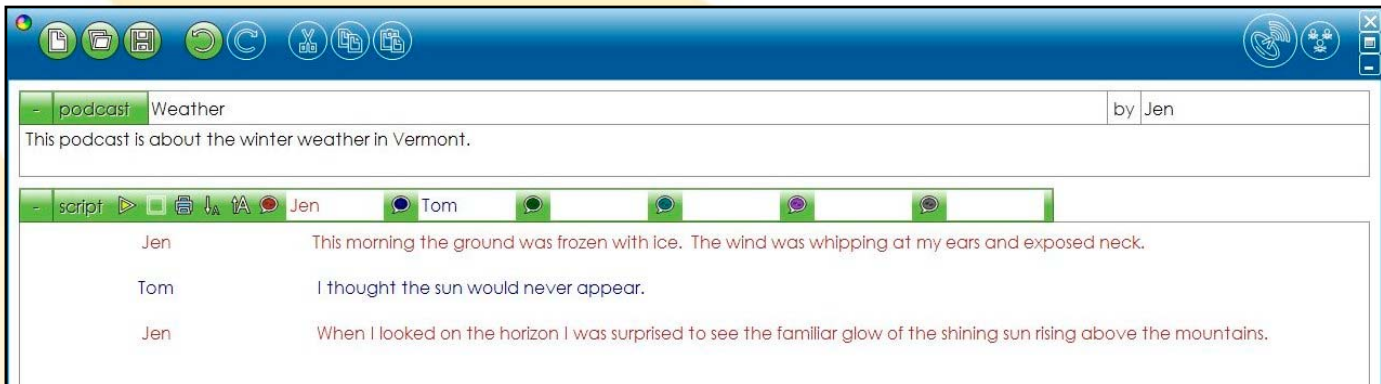 - podcast Weather by Jen
This podcast is about the winter weather in Vermont.
- script A A Jen Tom
Jen This morning the ground was frozen with ice. The wind was whipping at my ears and exposed neck.
Tom I thought the sun would never appear.
Jen When I looked on the horizon I was surprised to see the familiar glow of the shining sun rising above the mountains.